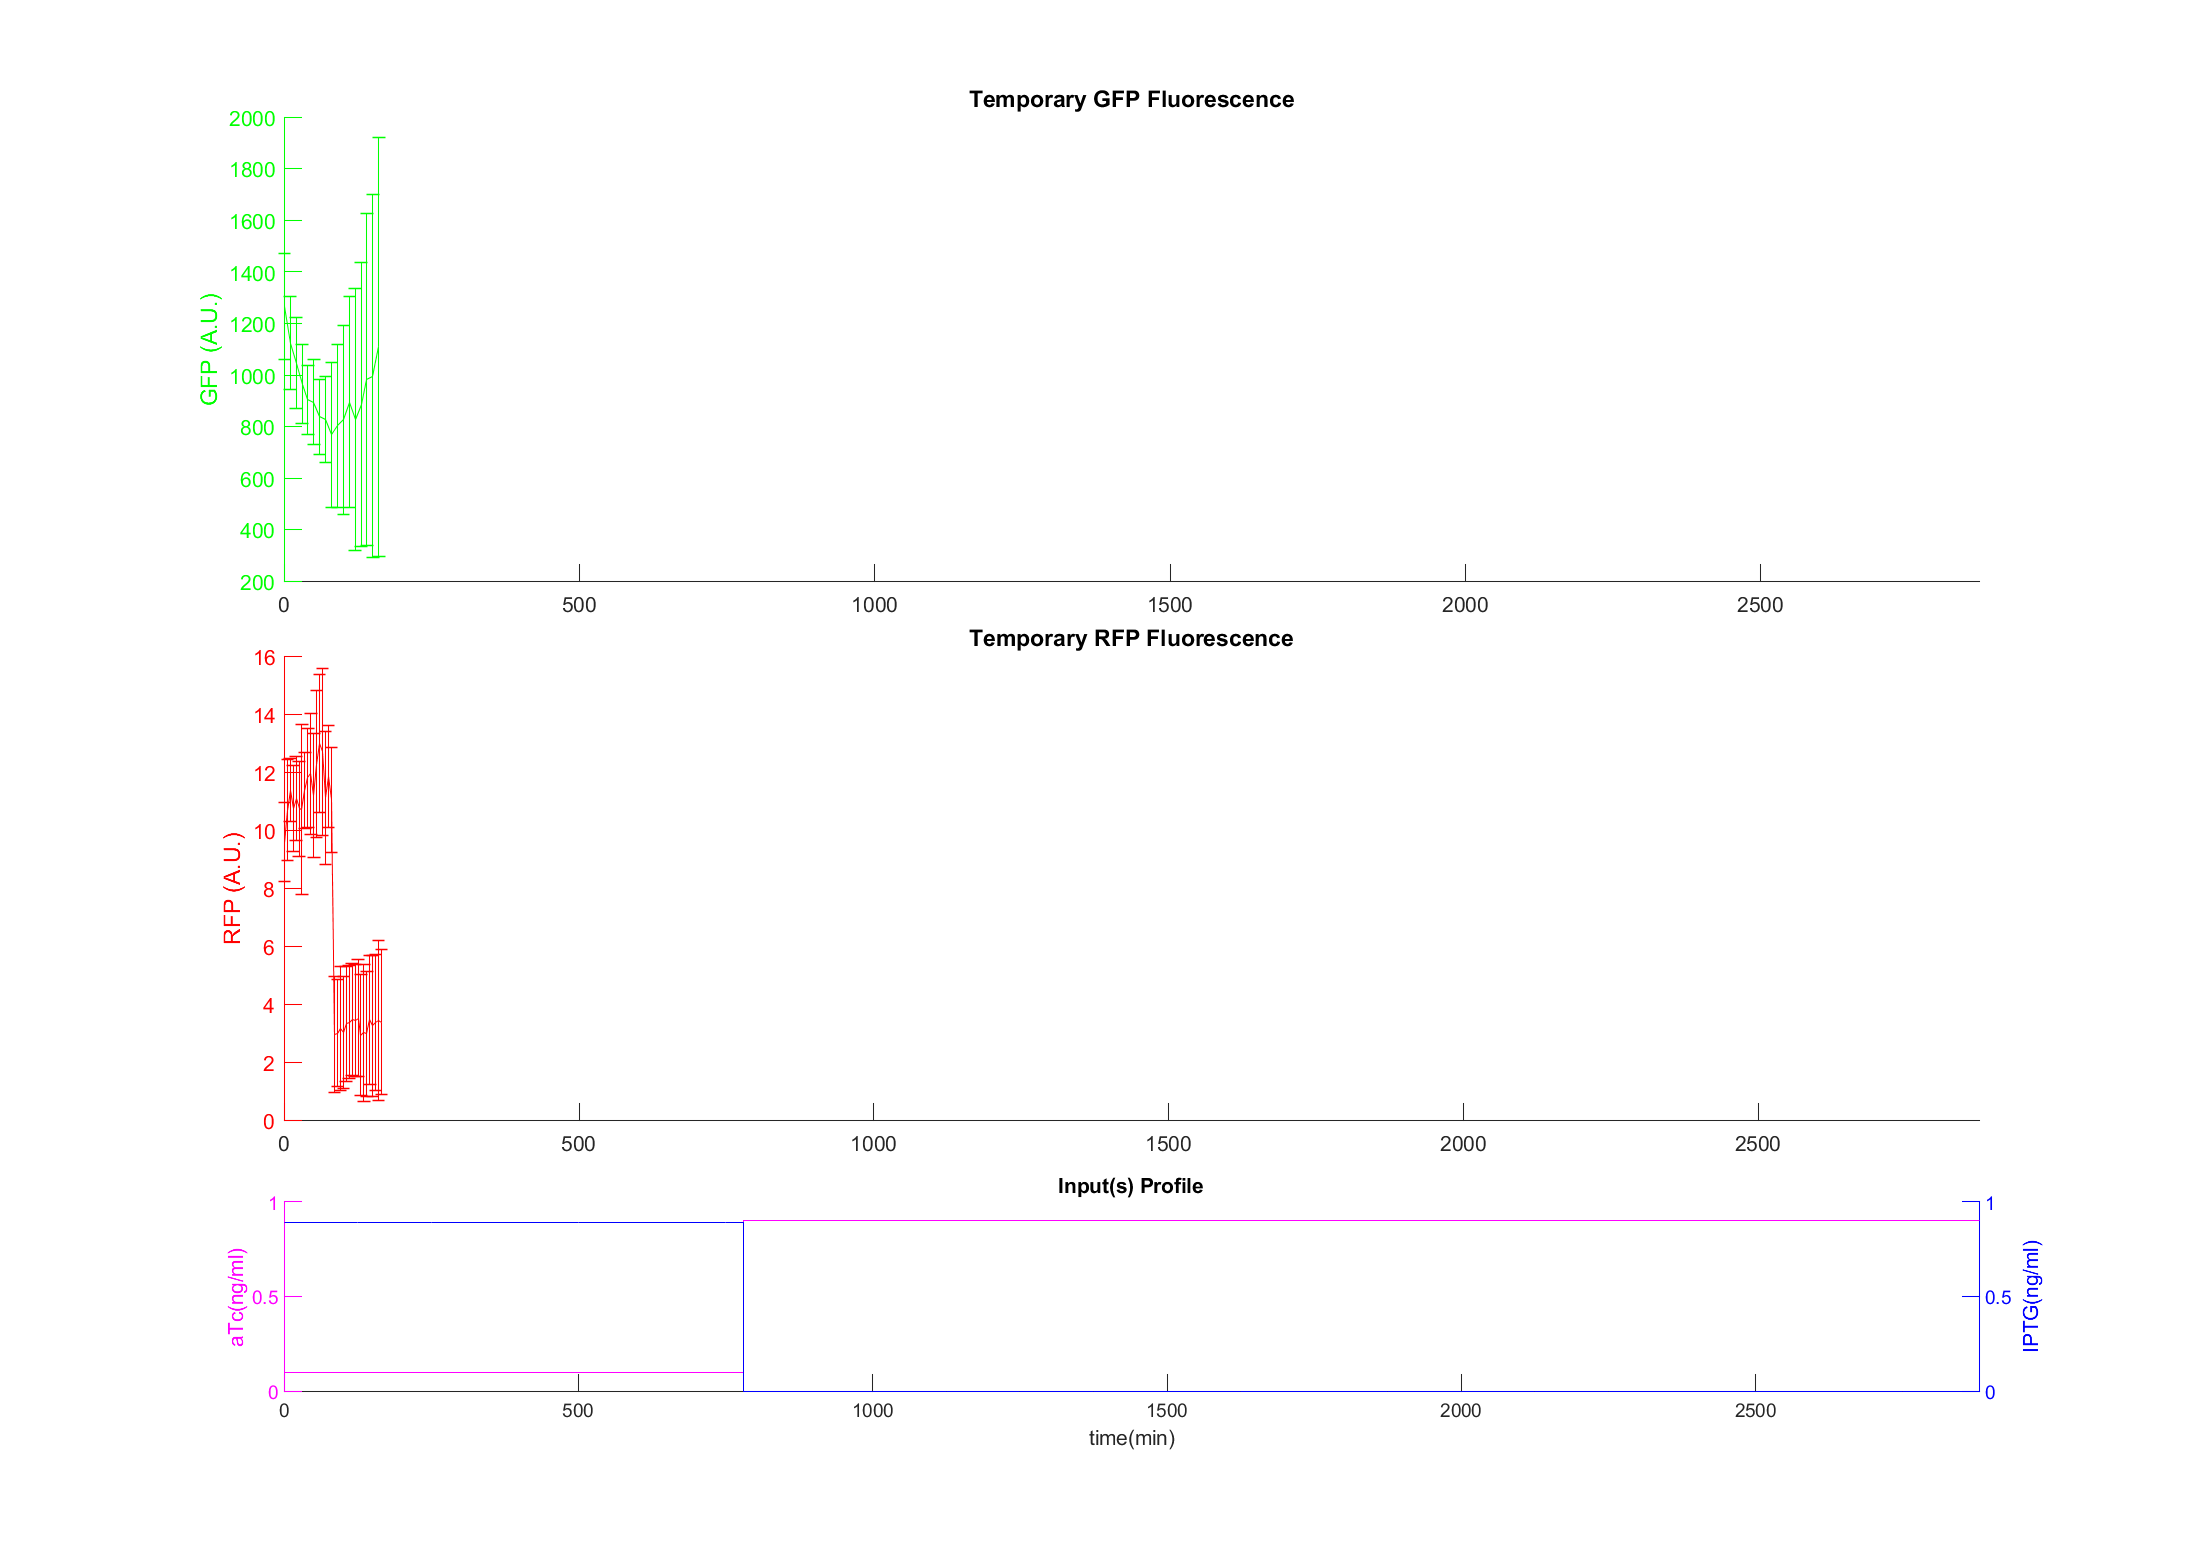 Temporary GFP Fluorescence
2000
1800
1600
1400
1200
1000
800
600
400
200
GFP (A.U.)
0 500 1000 1500 2000 2500
Temporary RFP Fluorescence
16
14
12
10
8
6
4
2
0
RFP (A.U.)
0 500 1000 1500 2000 2500
Input(s) Profile
1
0.5
0
aTc(ng/ml)
1
0.5
0
IPTG(ng/ml)
0 500 1000 1500 2000 2500
time(min)